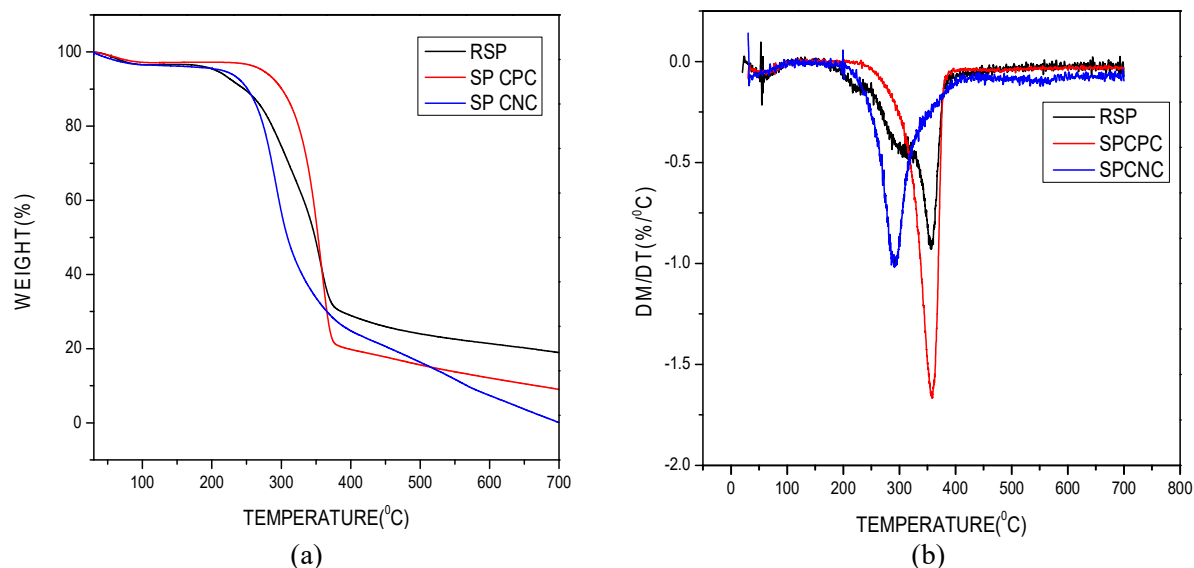 100
80
60
40
20
0
WEIGHT(%)
RSP
SP CPC
SP CNC
100 200 300 400 500 600 700
TEMPERATURE(⁰C)
(a)
0.0
-0.5
-1.0
-1.5
-2.0
DM/DT(%/⁰C)
RSP
SPCPC
SPCNC
0 100 200 300 400 500 600 700 800
TEMPERATURE(⁰C)
(b)